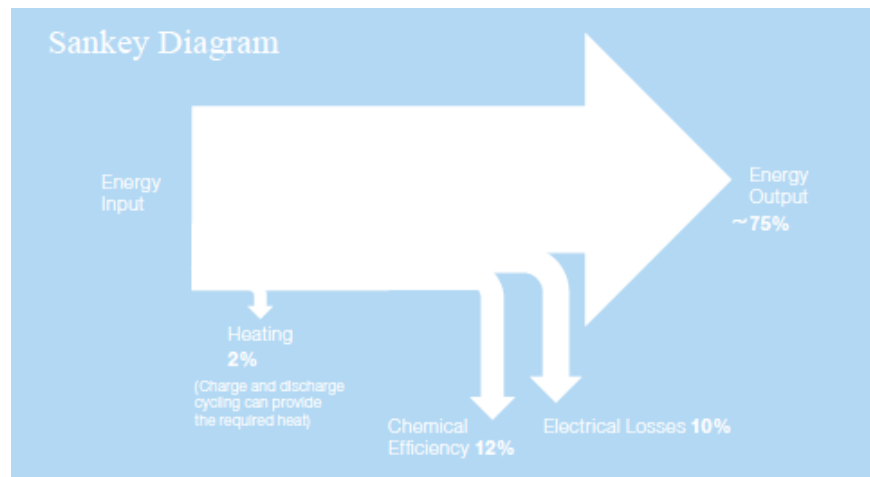 Sankey Diagram
Energy
Input
Energy
Output
~75%
Heating
2%
(Charge and discharge
cycling can provide
the required heat)
Chemical
Efficiency 12%
Electrical Losses 10%